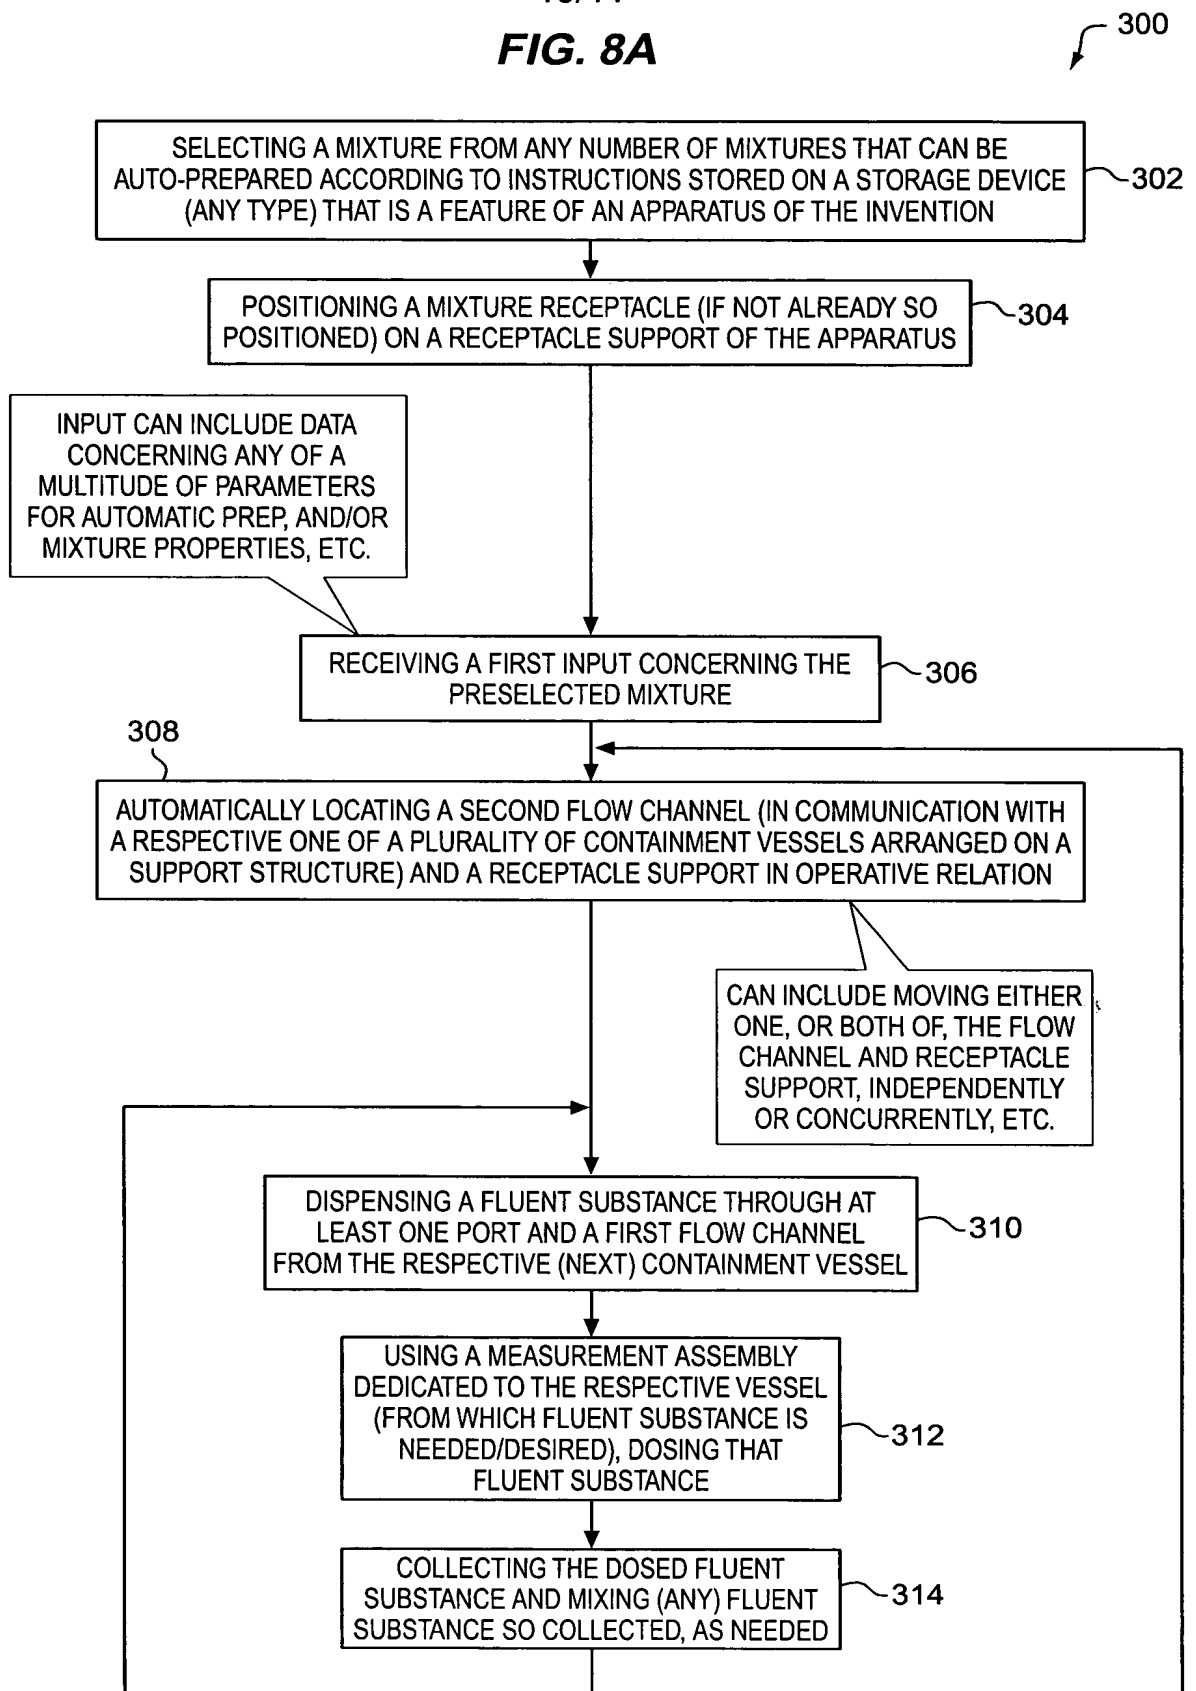 FIG. 8A
300
SELECTING A MIXTURE FROM ANY NUMBER OF MIXTURES THAT CAN BE
AUTO-PREPARED ACCORDING TO INSTRUCTIONS STORED ON A STORAGE DEVICE
(ANY TYPE) THAT IS A FEATURE OF AN APPARATUS OF THE INVENTION
302
POSITIONING A MIXTURE RECEPTACLE (IF NOT ALREADY SO
POSITIONED) ON A RECEPTACLE SUPPORT OF THE APPARATUS
304
INPUT CAN INCLUDE DATA
CONCERNING ANY OF A
MULTITUDE OF PARAMETERS
FOR AUTOMATIC PREP, AND/OR
MIXTURE PROPERTIES, ETC.
RECEIVING A FIRST INPUT CONCERNING THE
PRESELECTED MIXTURE
306
308
AUTOMATICALLY LOCATING A SECOND FLOW CHANNEL (IN COMMUNICATION WITH
A RESPECTIVE ONE OF A PLURALITY OF CONTAINMENT VESSELS ARRANGED ON A
SUPPORT STRUCTURE) AND A RECEPTACLE SUPPORT IN OPERATIVE RELATION
CAN INCLUDE MOVING EITHER
ONE, OR BOTH OF, THE FLOW
CHANNEL AND RECEPTACLE
SUPPORT, INDEPENDENTLY
OR CONCURRENTLY, ETC.
DISPENSING A FLUENT SUBSTANCE THROUGH AT
LEAST ONE PORT AND A FIRST FLOW CHANNEL
FROM THE RESPECTIVE (NEXT) CONTAINMENT VESSEL
310
USING A MEASUREMENT ASSEMBLY
DEDICATED TO THE RESPECTIVE VESSEL
(FROM WHICH FLUENT SUBSTANCE IS
NEEDED/DESIRED), DOSING THAT
FLUENT SUBSTANCE
312
COLLECTING THE DOSED FLUENT
SUBSTANCE AND MIXING (ANY) FLUENT
SUBSTANCE SO COLLECTED, AS NEEDED
314